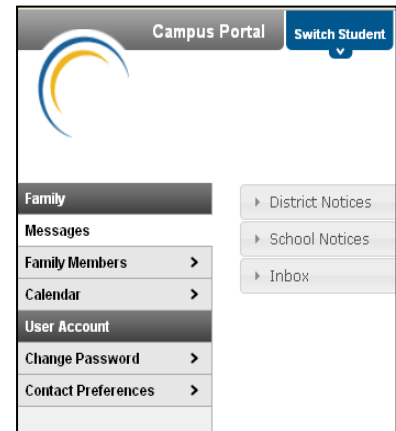 Campus Portal
Switch Student
Family
Messages
Family Members
Calendar
User Account
Change Password
Contact Preferences
District Notices
School Notices
Inbox